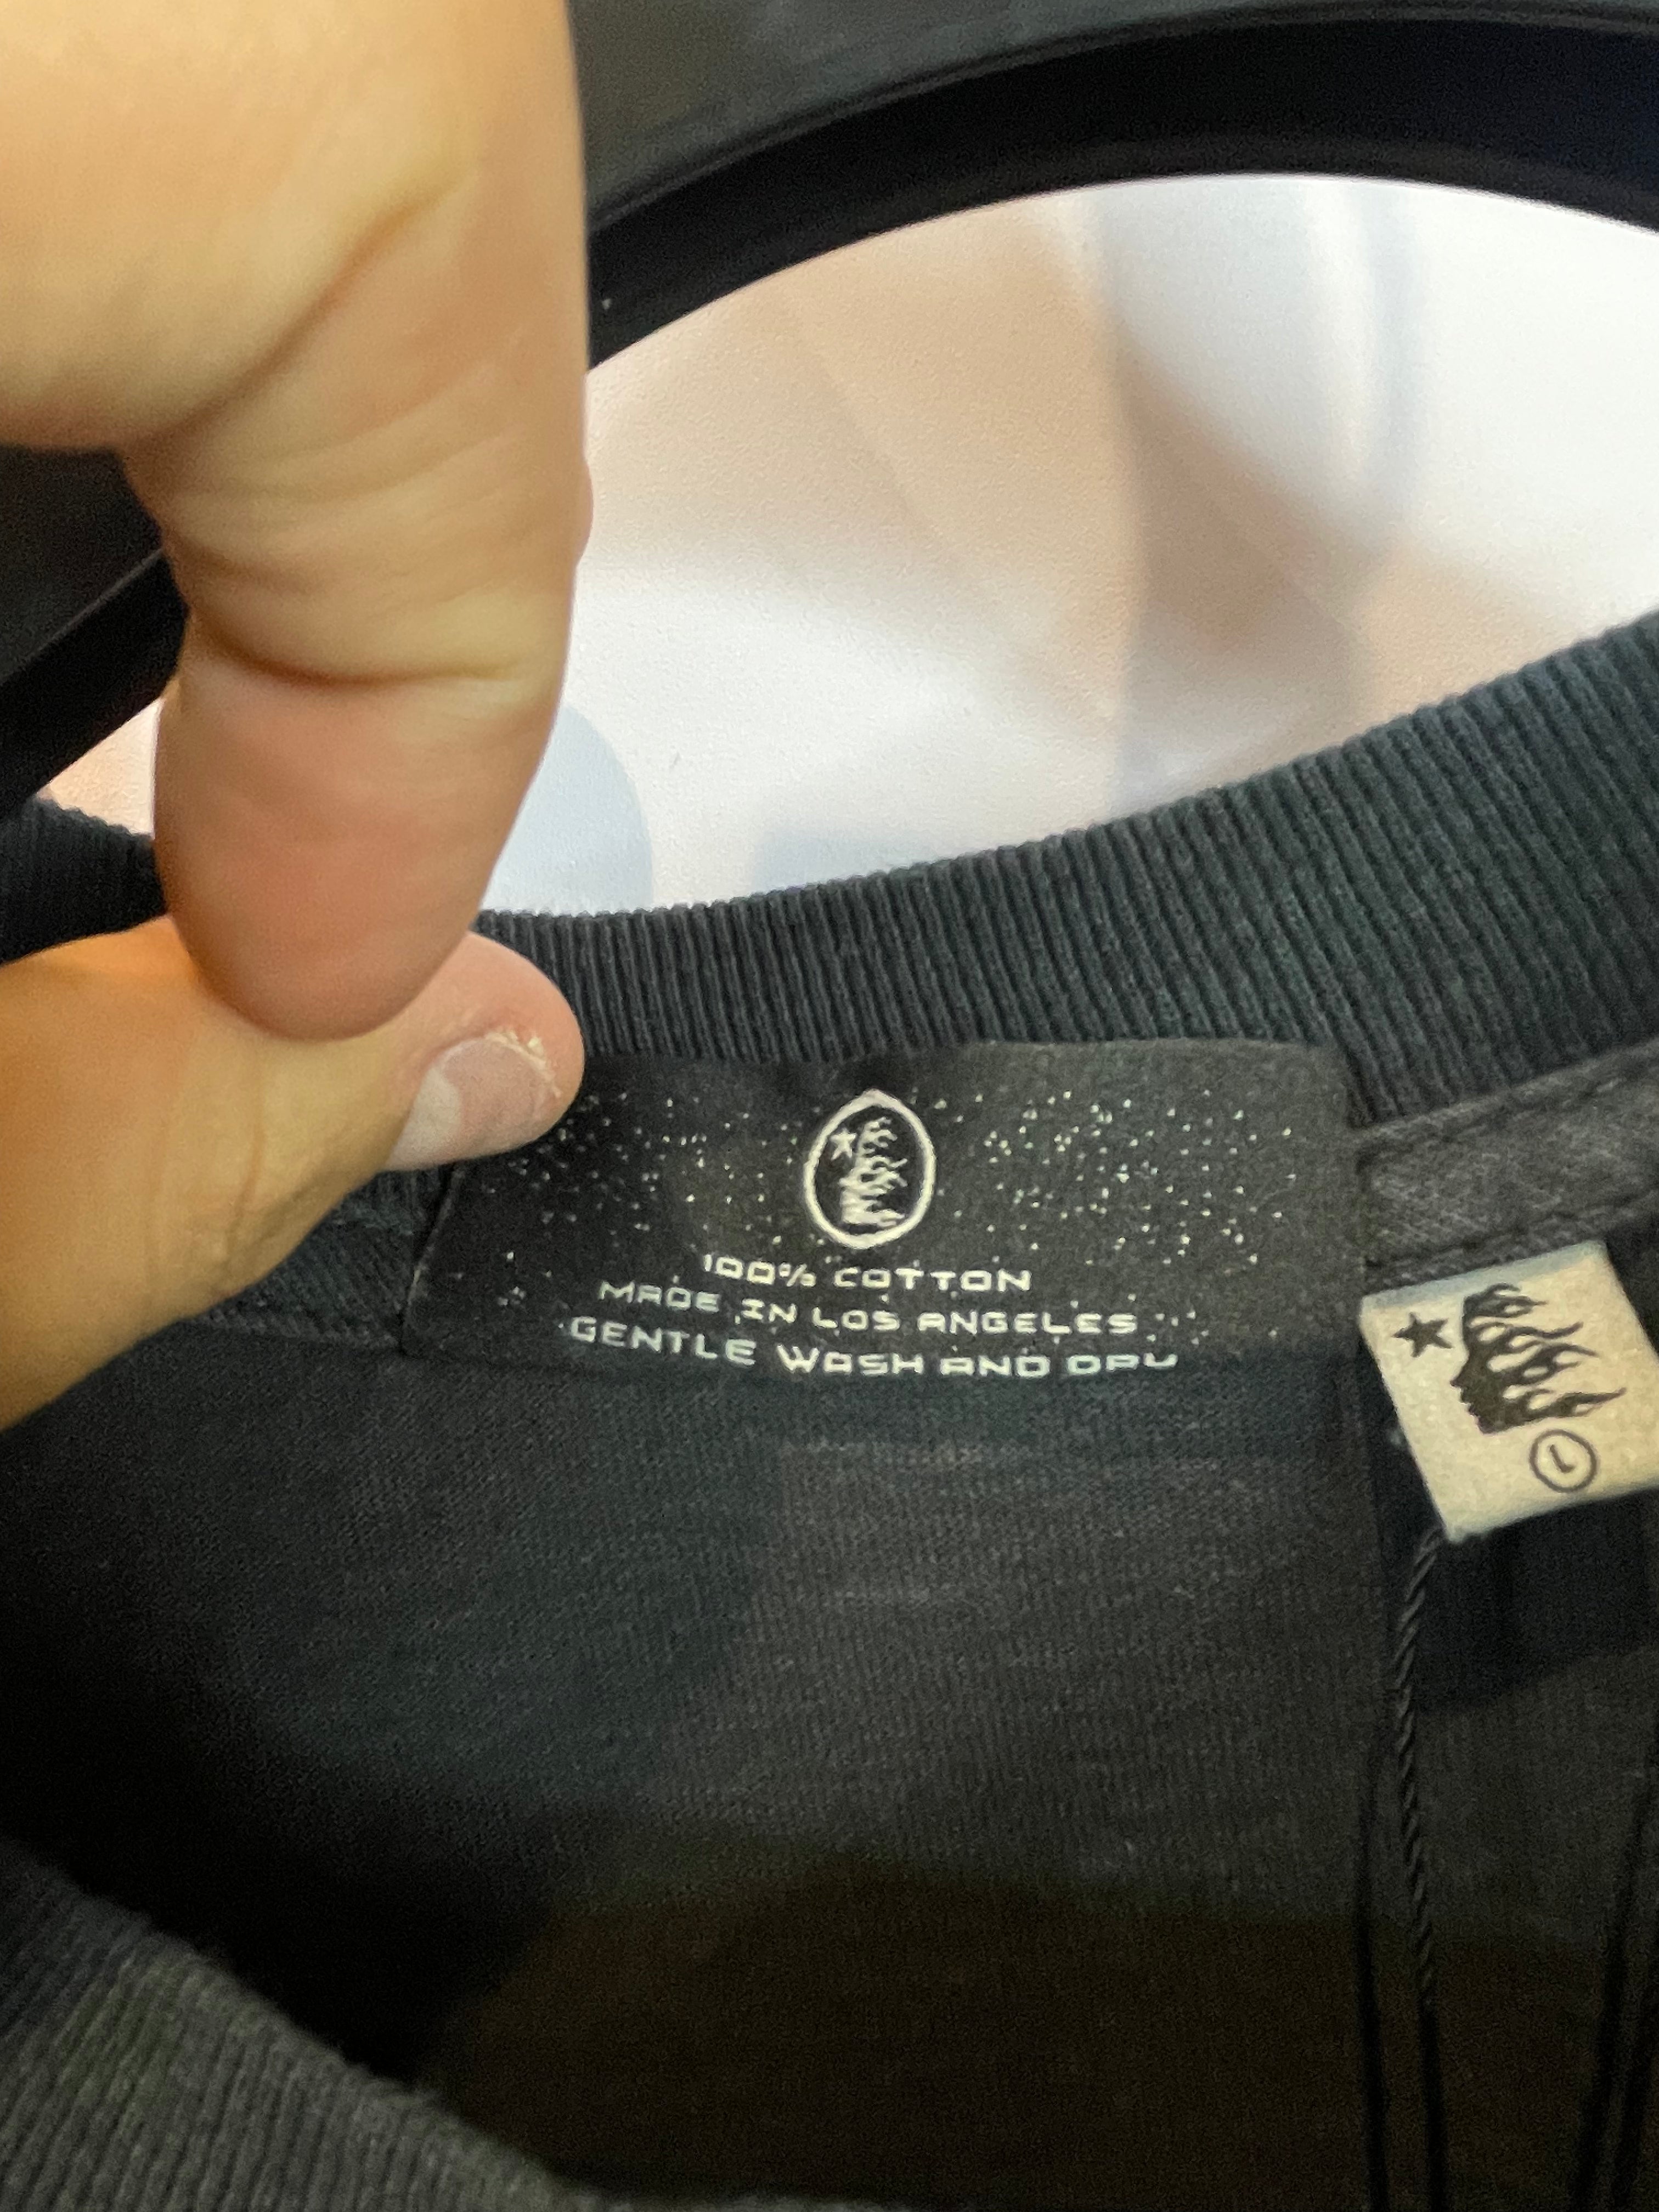 100% COTTON
MADE IN LOS ANGELES
GENTLE WASH AND DRY
L